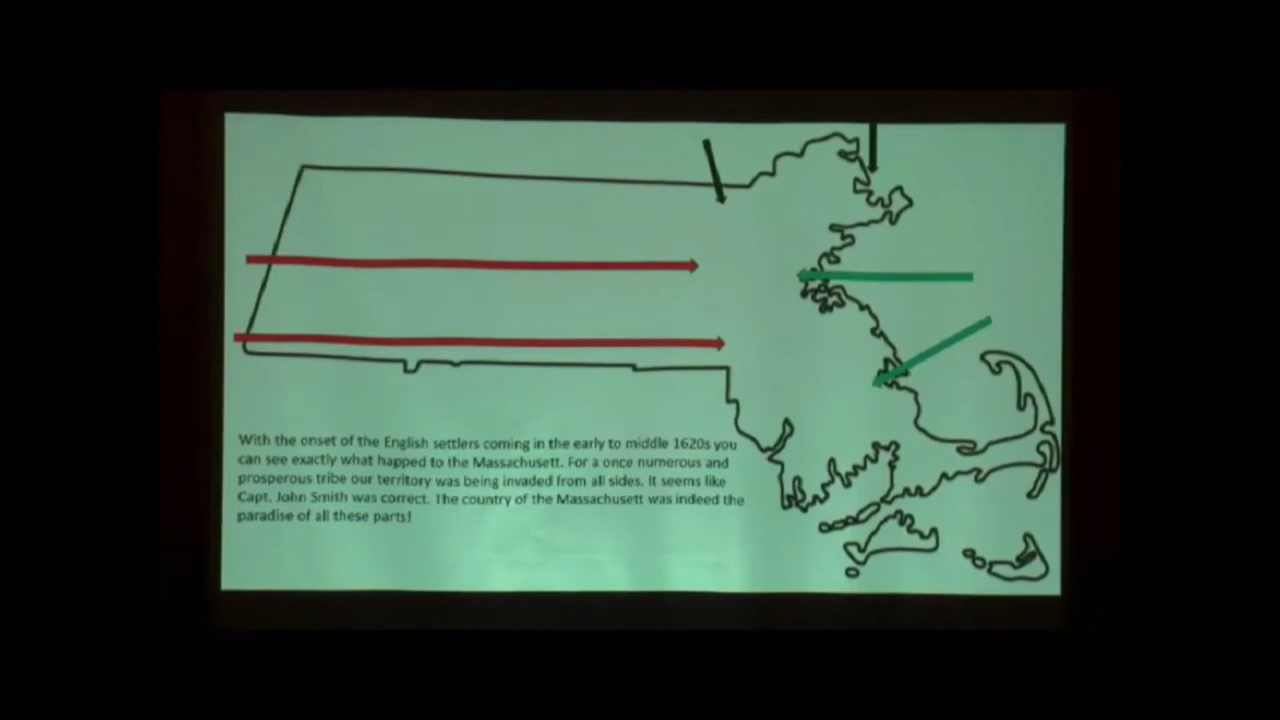 With the onset of the English settlers coming in the early to middle 1620s you
can see exactly what happed to the Massachusett. For a once numerous and
prosperous tribe our territory was being invaded from all sides. It seems like
Capt. John Smith was correct. The country of the Massachusett was indeed the
paradise of all these parts!